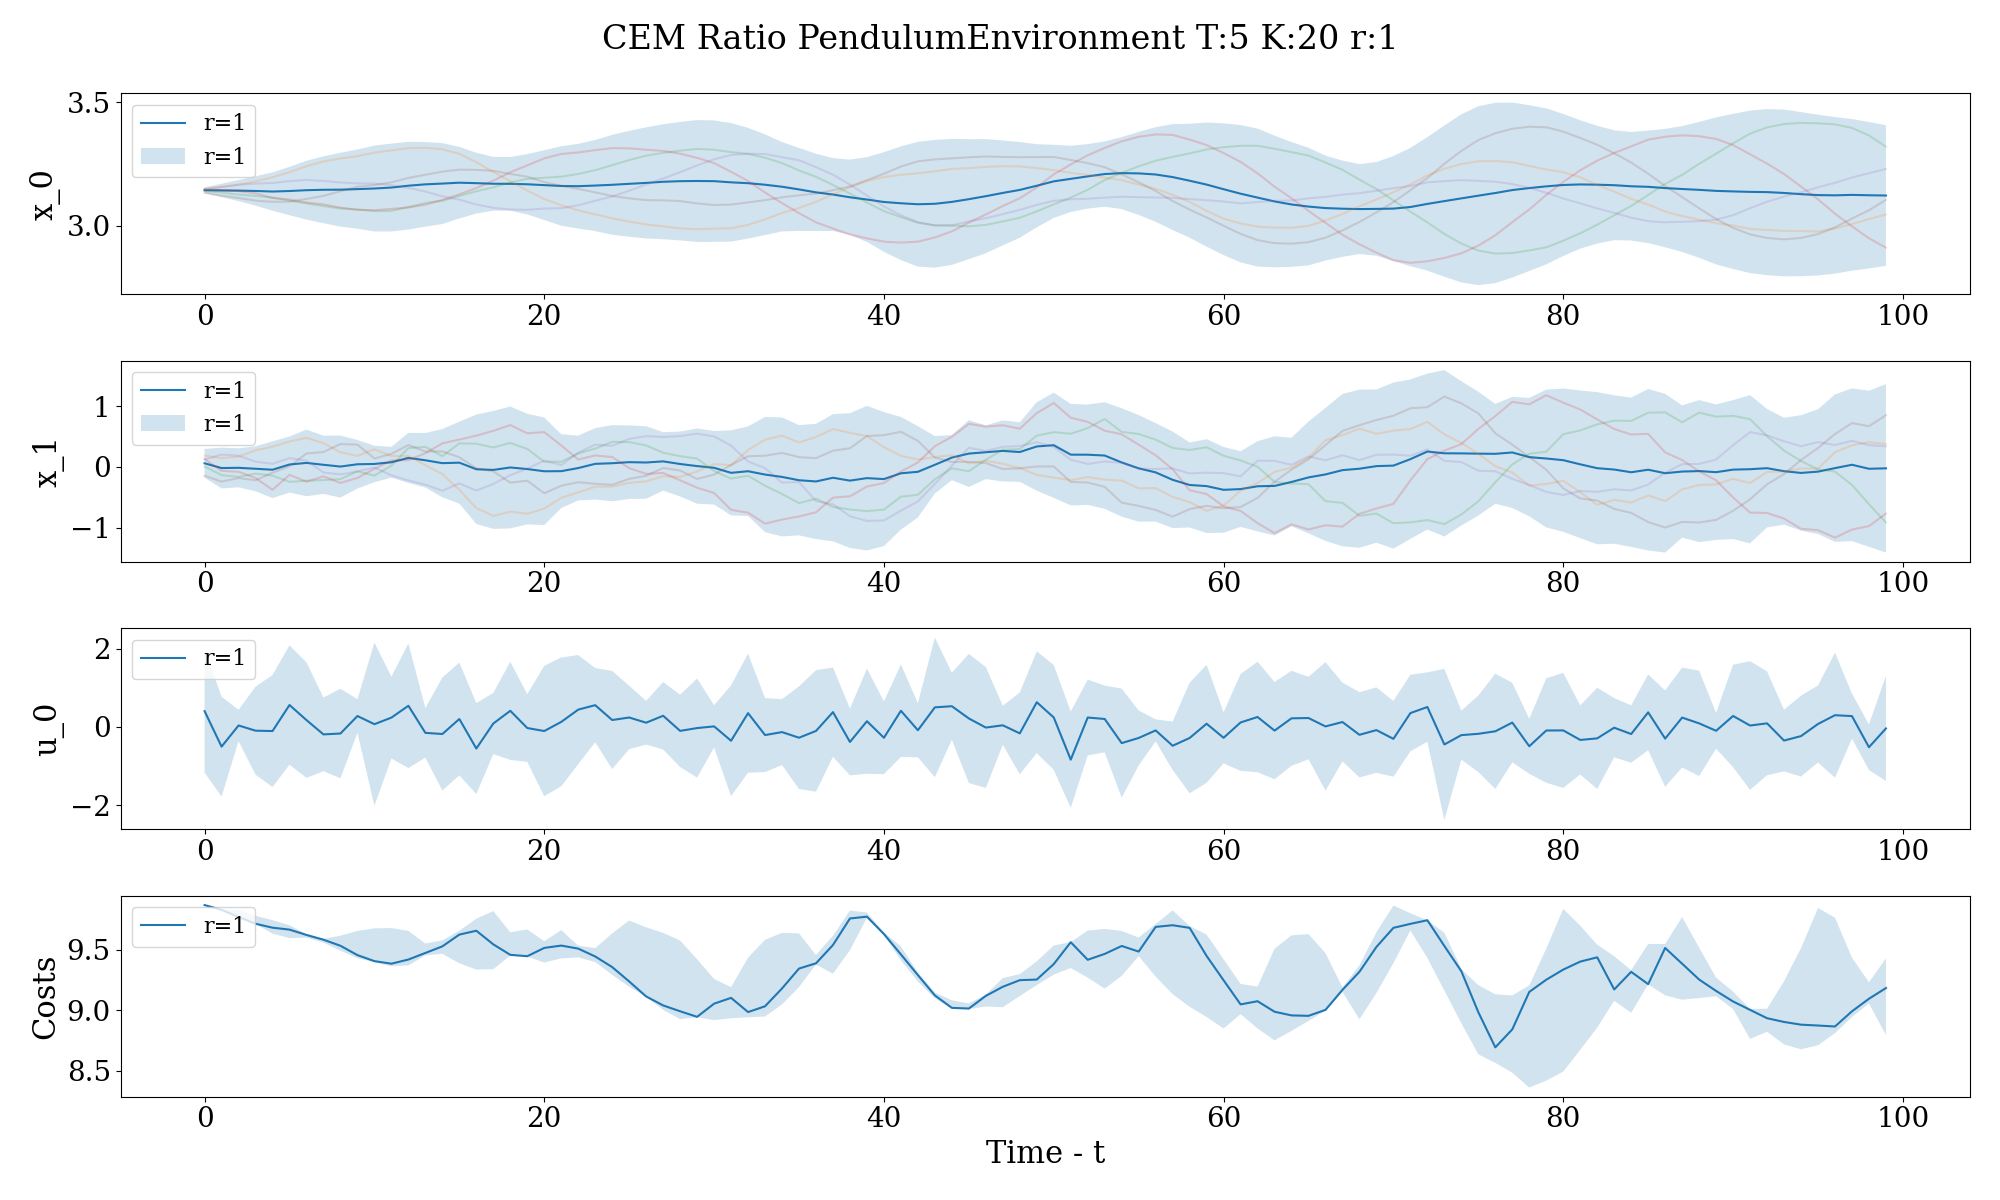 CEM Ratio PendulumEnvironment T:5 K:20 r:1
x_0
3.5
3.0
r=1
r=1
0 20 40 60 80 100
x_1
1
0
−1
r=1
r=1
0 20 40 60 80 100
u_0
2
0
−2
r=1
0 20 40 60 80 100
Costs
9.5
9.0
8.5
r=1
0 20 40 60 80 100
Time - t